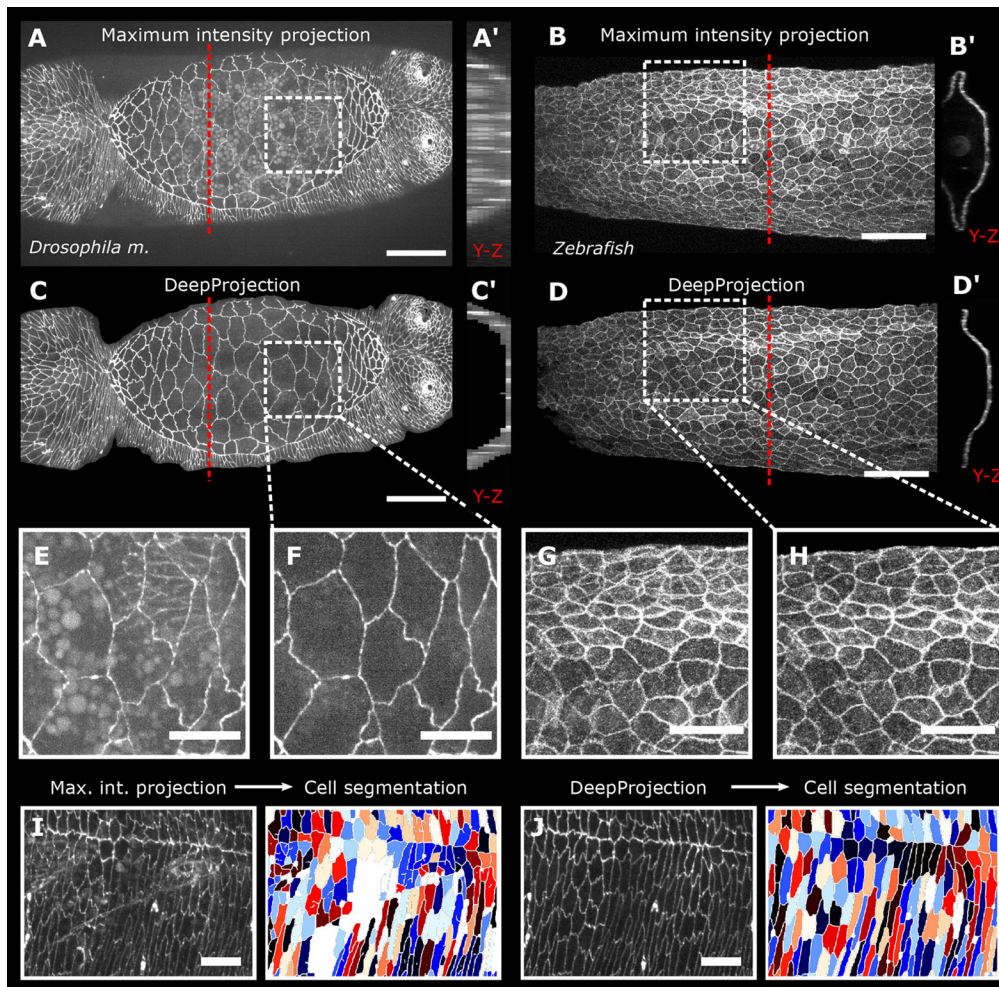 A
Maximum intensity projection
A'
Drosophila m.
Y-Z
B
Maximum intensity projection
B'
Zebrafish
Y-Z
C
DeepProjection
C'
Y-Z
D
DeepProjection
D'
Y-Z
E
F
G
H
Max. int. projection
Cell segmentation
I
DeepProjection
Cell segmentation
J